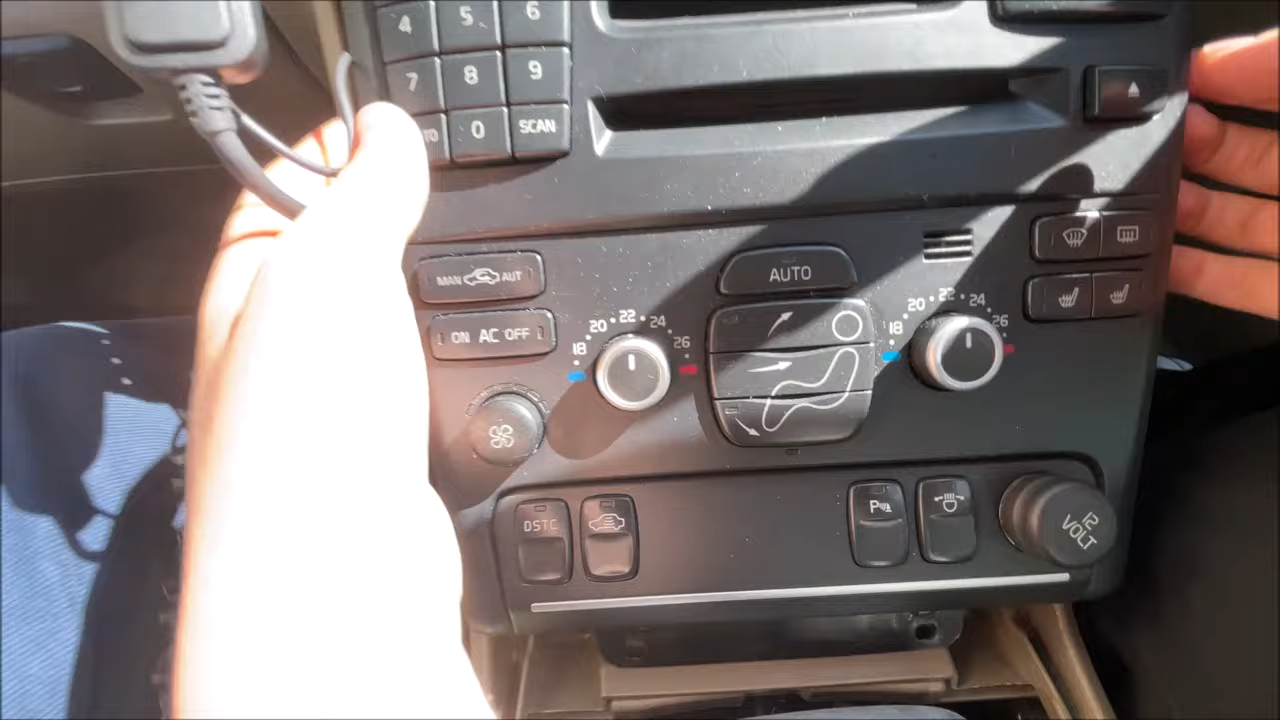 4 5 6
7 8 9
0 SCAN
MAN AUT
AUTO
ON AC OFF
18 20 22 24 26
18 20 22 24 26
DSTC
P
12
VOLT